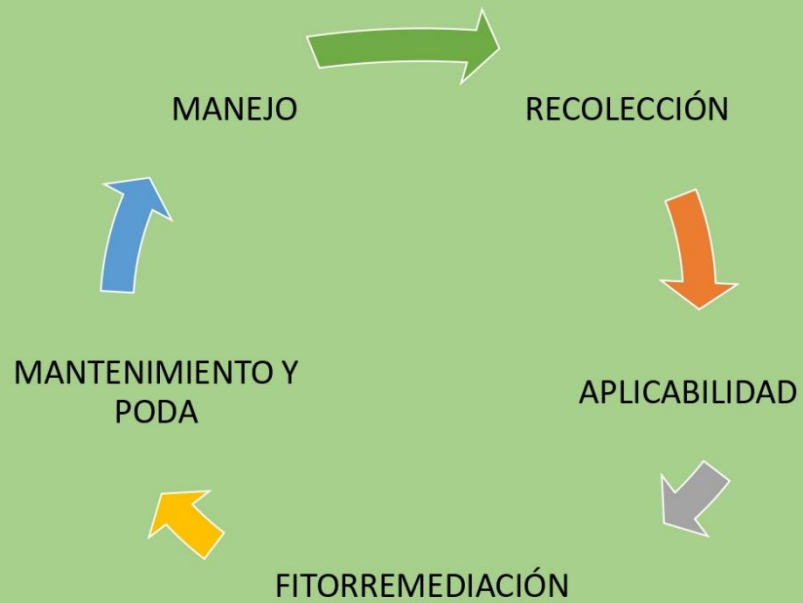 MANEJO
RECOLECCIÓN
APLICABILIDAD
FITORREMEDIACIÓN
MANTENIMIENTO Y
PODA